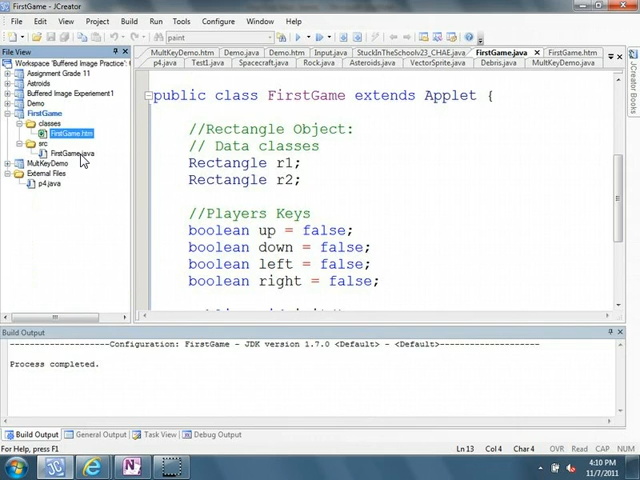 FirstGame - JCreator
File Edit View Project Build Run Tools Configure Window Help
paint
File View
MultKeyDemo.htm Demo.java Demo.htm Input.java StuckInTheSchoolv23_CHAE.java FirstGame.java FirstGame.htm
p4.java Test1.java Spacecraft.java Rock.java Asteroids.java VectorSprite.java Debris.java MultKeyDemo.java
Workspace 'Buffered Image Practice':
Assignment Grade 11
Astroids
Buffered Image Experiement1
Demo
FirstGame
classes
FirstGame.htm
src
FirstGame.java
MultKeyDemo
External Files
p4.java
JCreator Buddies
public class FirstGame extends Applet {
//Rectangle Object:
// Data classes
Rectangle r1;
Rectangle r2;
//Players Keys
boolean up = false;
boolean down = false;
boolean left = false;
boolean right = false;
Build Output
--------------------Configuration: FirstGame - JDK version 1.7.0 <Default> - <Default>--------------------
Process completed.
Build Output General Output Task View Debug Output
For Help, press F1
Ln 13 Col 4 Char 4 OVR Read CAP NUM
4:10 PM
11/7/2011